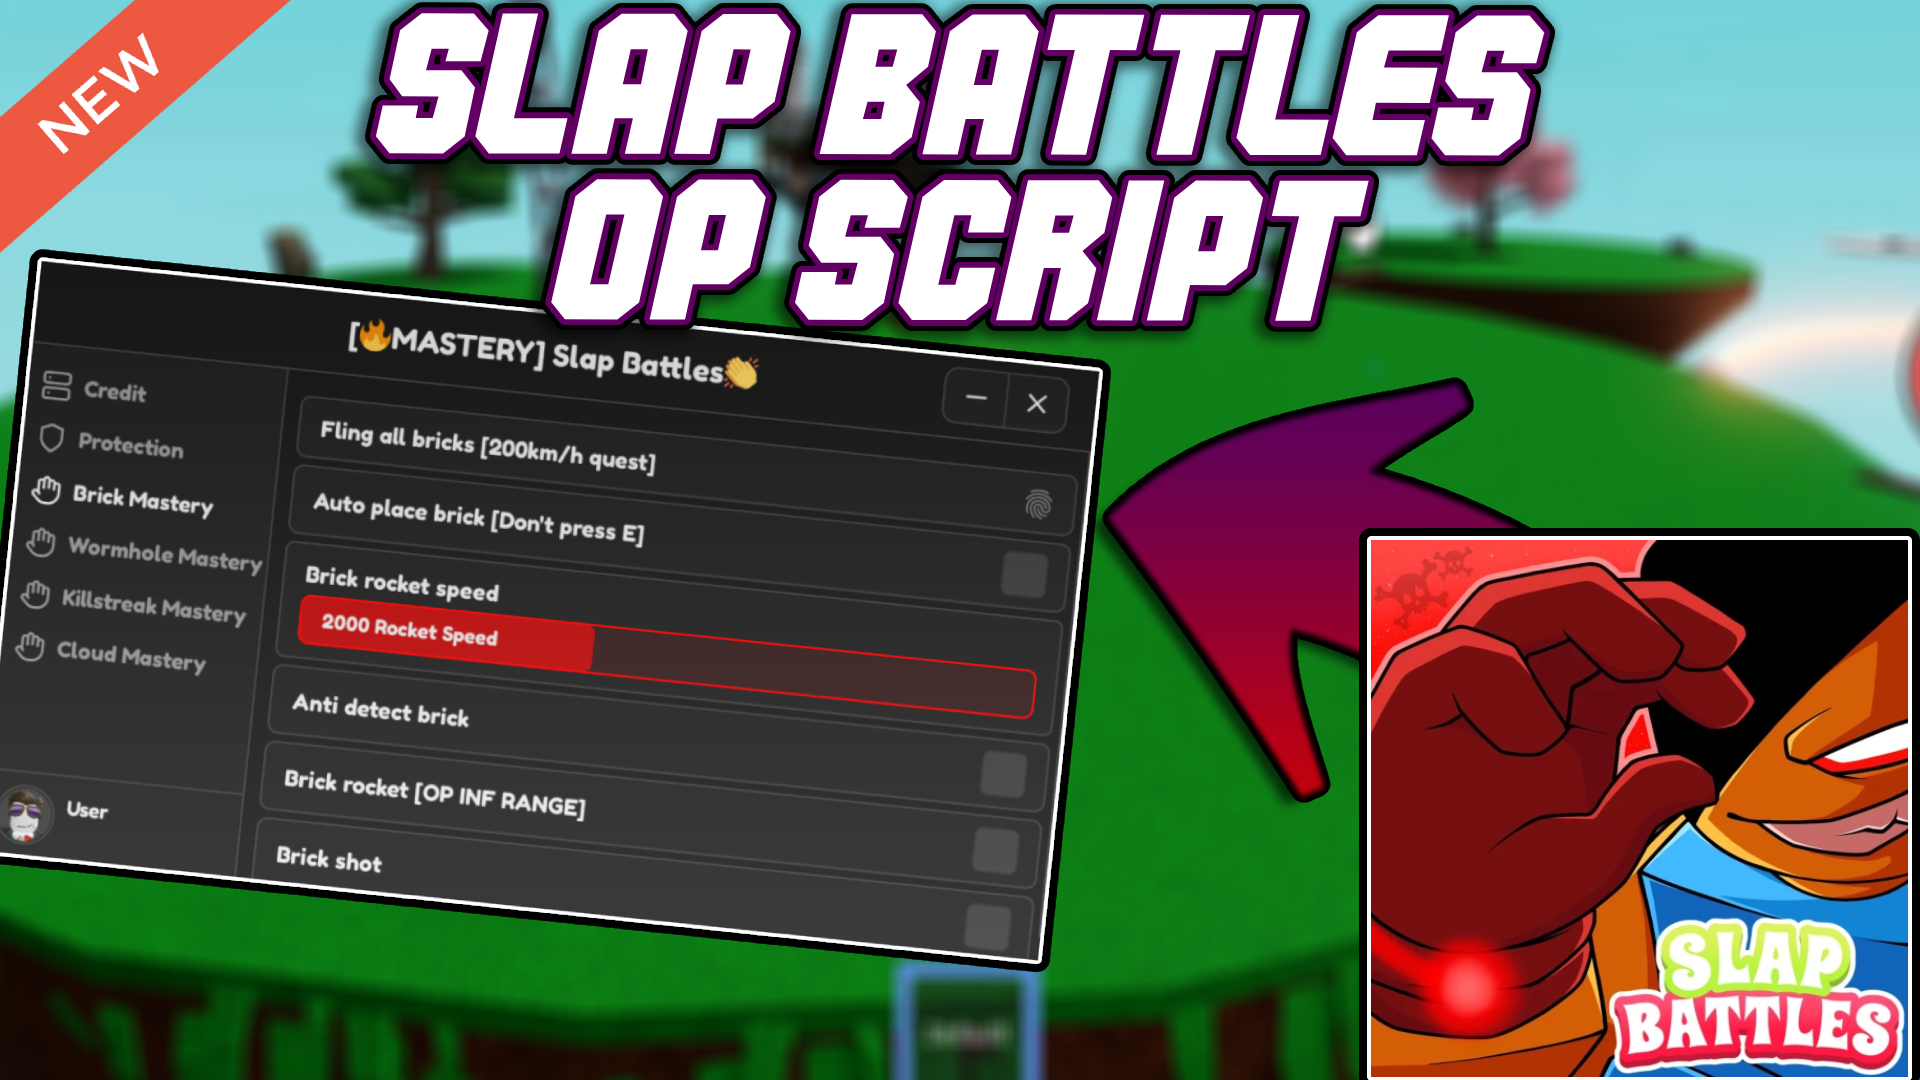 NEW
SLAP BATTLES
OP SCRIPT
[🔥MASTERY] Slap Battles👏
Credit
Protection
Brick Mastery
Wormhole Mastery
Killstreak Mastery
Cloud Mastery
User
Fling all bricks [200km/h quest]
Auto place brick [Don't press E]
Brick rocket speed
2000 Rocket Speed
Anti detect brick
Brick rocket [OP INF RANGE]
Brick shot
SLAP
BATTLES